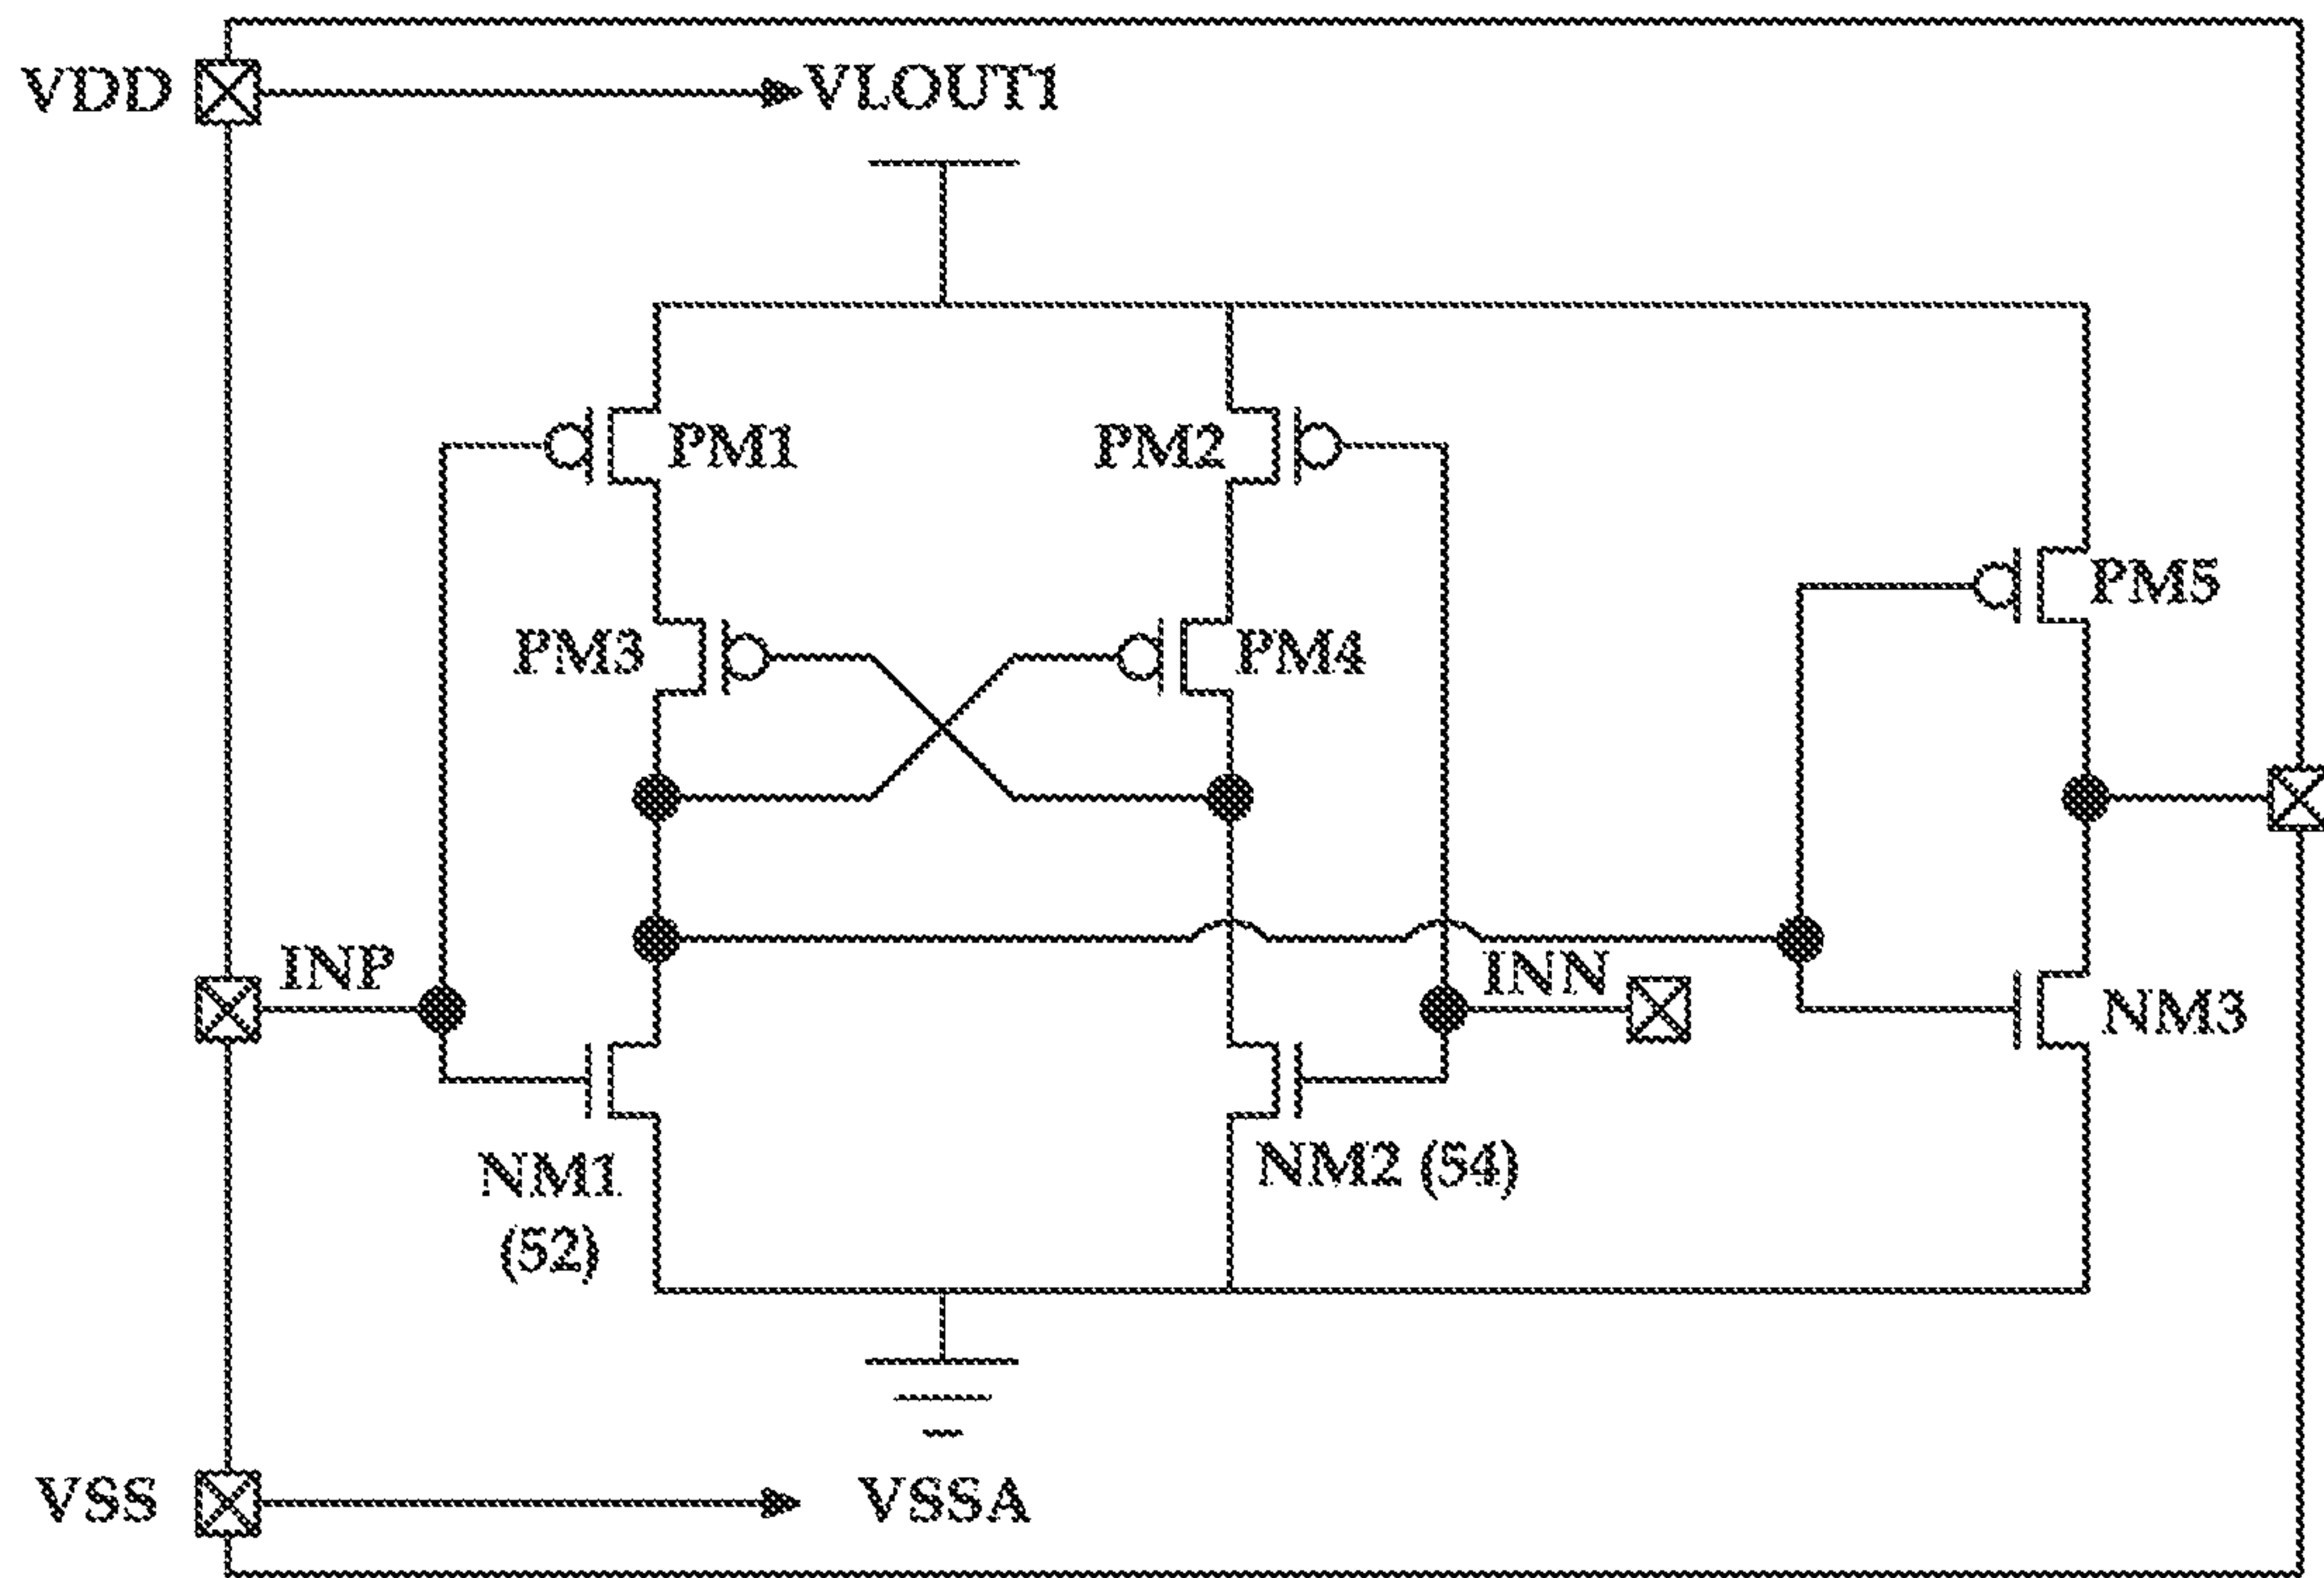 VDD
VLOUT1
PM1
PM2
PM5
PM3
PM4
INP
INN
NM3
NM1
(52)
NM2 (54)
VSS
VSSA